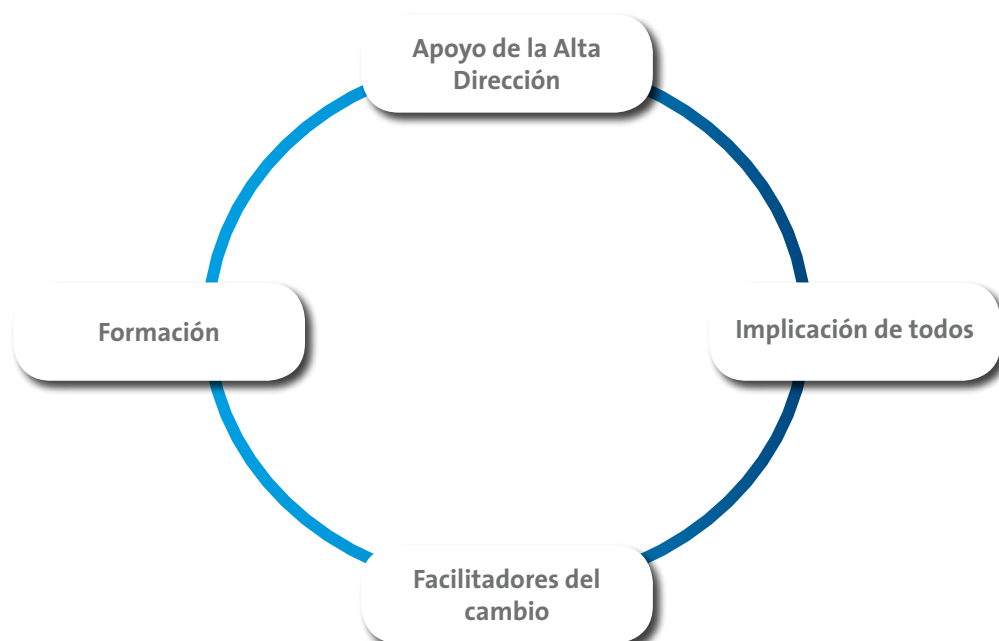 Apoyo de la Alta
Dirección
Formación
Implicación de todos
Facilitadores del
cambio